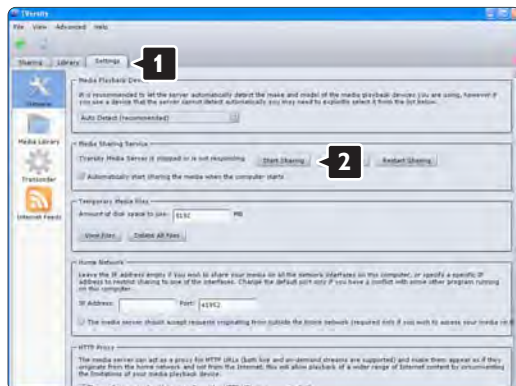 TVersity
File View Advanced Help
Sharing Library Settings
1
Media Playback Device
It is recommended to let the server automatically detect the make and model of the media playback devices you are using, however if
you use a device that the server cannot detect automatically you may need to explicitly select it from the list below.
Auto Detect (recommended)
Media Library
Media Sharing Service
TVersity Media Server is stopped or is not responding Start Sharing Restart Sharing
2
Automatically start sharing the media when the computer starts
Transcoder
Temporary Media Files
Amount of disk space to use: 8192 MB
Internet Feeds
View Files Delete All Files
Home Network
Leave the IP address empty if you wish to share your media on all the network interfaces on this computer, or specify a specific IP
address to restrict sharing to one of the interfaces. Change the default port only if you have a conflict with some other program running
on this computer.
IP Address: Port: 41952
The media server should accept requests originating from outside the home network (required only if you wish to access your media on
HTTP Proxy
The media server can act as a proxy for HTTP URLs (both live and on-demand streams are supported) and make them appear as if they
originate from the home network and not from the Internet, this will allow playback of a wider range of Internet content by circumventing
the limitations of your media playback device.